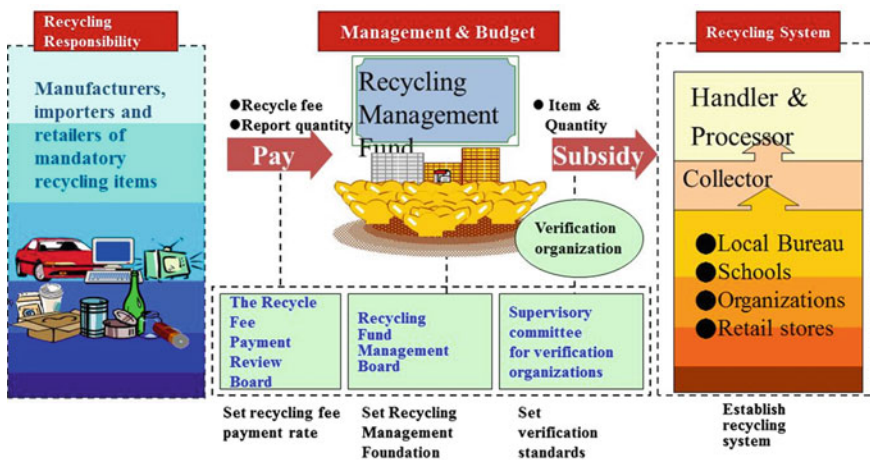 Recycling
Responsibility
Manufacturers,
importers and
retailers of
mandatory
recycling items
Management & Budget
●Recycle fee
●Report quantity
Pay
Recycling
Management
Fund
● Item &
Quantity
Subsidy
Verification
organization
The Recycle
Fee
Payment
Review
Board
Recycling
Fund
Management
Board
Supervisory
committee
for verification
organizations
Set recycling fee
payment rate
Set Recycling
Management
Foundation
Set
verification
standards
Recycling System
Handler &
Processor
Collector
●Local Bureau
●Schools
●Organizations
●Retail stores
Establish
recycling
system